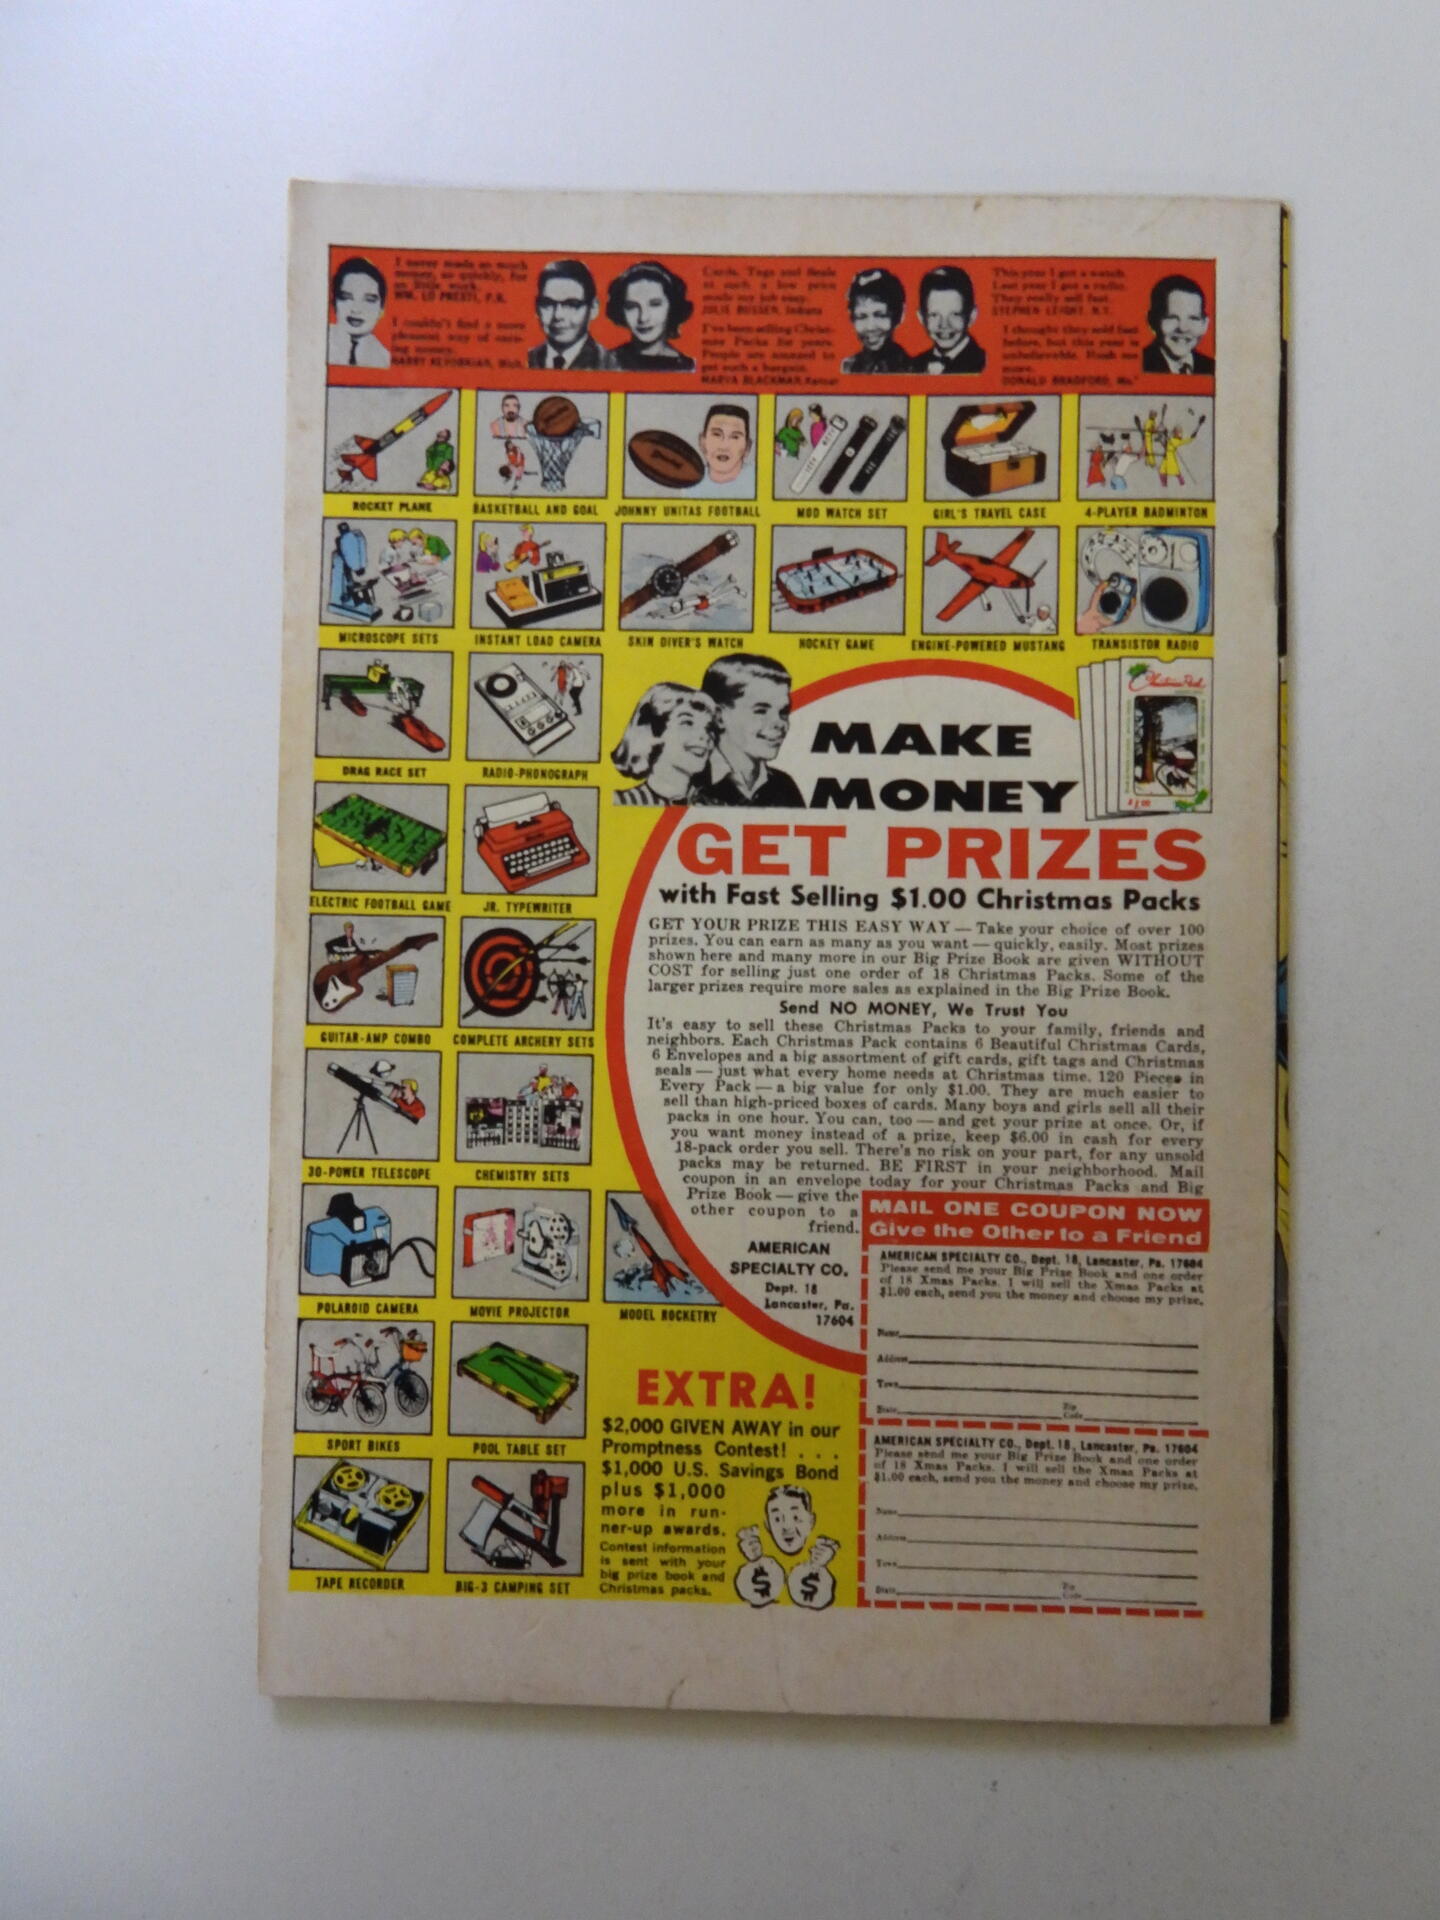 I never made so much
money, so quickly, for
so little work.
WM. LO PRESTI, P.R.
I couldn't find a more
pleasant way of earn-
ing money.
HARRY KEVORKIAN, Mich.
Cards, Tags and Seals
at such a low price
made my job easy.
JULIE BUSSEN, Indiana
I've been selling Christ-
mas Packs for years.
People are amazed to
get such a bargain.
MARVA BLACKMAN, Kansas
This year I got a watch.
Last year I got a radio.
They really sell fast.
STEPHEN LEIGHT, N.Y.
I thought they sold fast
before, but this year is
unbelievable. Rush me
more.
DONALD BRADFORD, Mo.
ROCKET PLANE
BASKETBALL AND GOAL
JOHNNY UNITAS FOOTBALL
MOD WATCH SET
GIRL'S TRAVEL CASE
4-PLAYER BADMINTON
MICROSCOPE SETS
INSTANT LOAD CAMERA
SKIN DIVER'S WATCH
HOCKEY GAME
ENGINE-POWERED MUSTANG
TRANSISTOR RADIO
DRAG RACE SET
RADIO-PHONOGRAPH
ELECTRIC FOOTBALL GAME
JR. TYPEWRITER
GUITAR-AMP COMBO
COMPLETE ARCHERY SETS
30-POWER TELESCOPE
CHEMISTRY SETS
POLAROID CAMERA
MOVIE PROJECTOR
MODEL ROCKETRY
SPORT BIKES
POOL TABLE SET
TAPE RECORDER
BIG-3 CAMPING SET
Christmas Pack
$1.00
MAKE
MONEY
GET PRIZES
with Fast Selling $1.00 Christmas Packs
GET YOUR PRIZE THIS EASY WAY — Take your choice of over 100
prizes. You can earn as many as you want — quickly, easily. Most prizes
shown here and many more in our Big Prize Book are given WITHOUT
COST for selling just one order of 18 Christmas Packs. Some of the
larger prizes require more sales as explained in the Big Prize Book.
Send NO MONEY, We Trust You
It's easy to sell these Christmas Packs to your family, friends and
neighbors. Each Christmas Pack contains 6 Beautiful Christmas Cards,
6 Envelopes and a big assortment of gift cards, gift tags and Christmas
seals — just what every home needs at Christmas time. 120 Pieces in
Every Pack — a big value for only $1.00. They are much easier to
sell than high-priced boxes of cards. Many boys and girls sell all their
packs in one hour. You can, too — and get your prize at once. Or, if
you want money instead of a prize, keep $6.00 in cash for every
18-pack order you sell. There's no risk on your part, for any unsold
packs may be returned. BE FIRST in your neighborhood. Mail
coupon in an envelope today for your Christmas Packs and Big
Prize Book — give the
other coupon to a
friend.
AMERICAN
SPECIALTY CO.
Dept. 18
Lancaster, Pa.
17604
EXTRA!
$2,000 GIVEN AWAY in our
Promptness Contest! . . .
$1,000 U.S. Savings Bond
plus $1,000
more in run-
ner-up awards.
Contest information
is sent with your
big prize book and
Christmas packs.
$ $
MAIL ONE COUPON NOW
Give the Other to a Friend
AMERICAN SPECIALTY CO., Dept. 18, Lancaster, Pa. 17604
Please send me your Big Prize Book and one order
of 18 Xmas Packs. I will sell the Xmas Packs at
$1.00 each, send you the money and choose my prize.
Name
Address
Town
State Zip Code
AMERICAN SPECIALTY CO., Dept. 18, Lancaster, Pa. 17604
Please send me your Big Prize Book and one order
of 18 Xmas Packs. I will sell the Xmas Packs at
$1.00 each, send you the money and choose my prize.
Name
Address
Town
State Zip Code